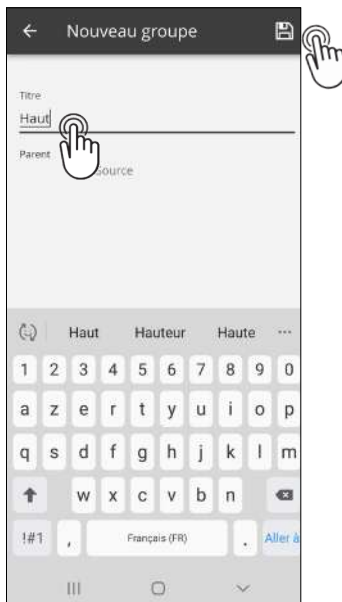 Nouveau groupe
Titre
Haut
Parent
Source
Haut Hauteur Haute ...
1 2 3 4 5 6 7 8 9 0
a z e r t y u i o p
q s d f g h j k l m
w x c v b n
!#1 , Français (FR) . Aller à